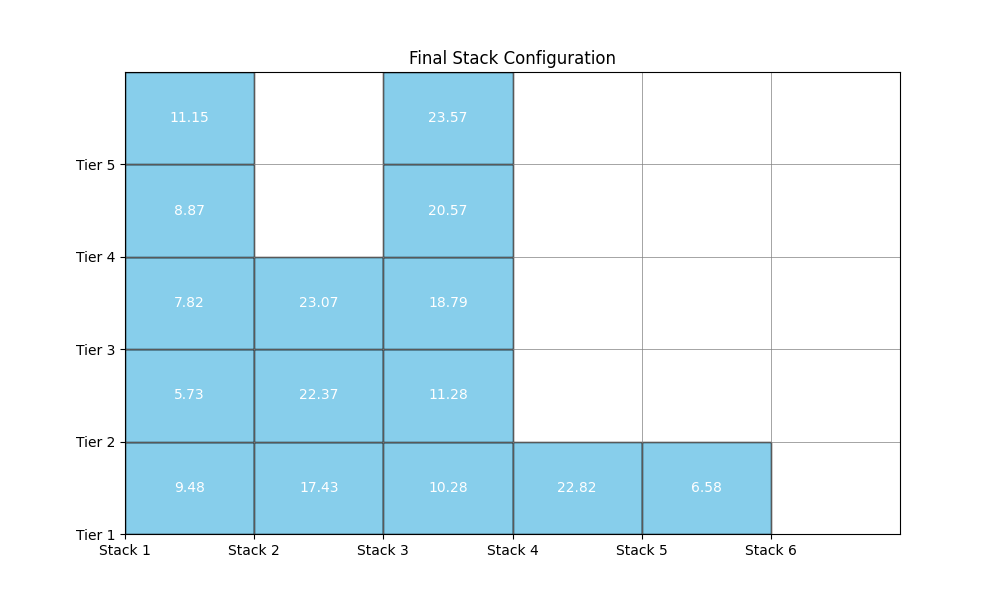 Final Stack Configuration
11.15 23.57
Tier 5
8.87 20.57
Tier 4
7.82 23.07 18.79
Tier 3
5.73 22.37 11.28
Tier 2
9.48 17.43 10.28 22.82 6.58
Tier 1
Stack 1 Stack 2 Stack 3 Stack 4 Stack 5 Stack 6